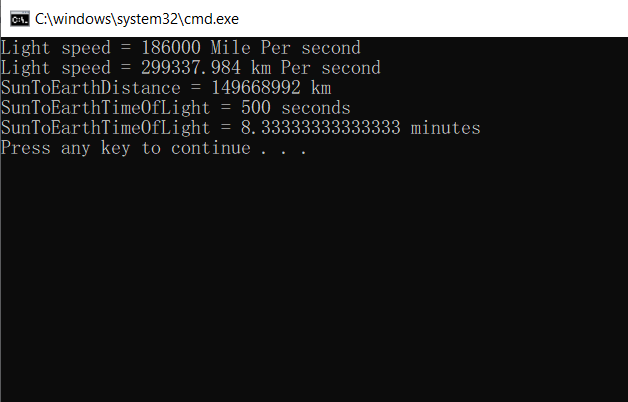 C:\windows\system32\cmd.exe
Light speed = 186000 Mile Per second
Light speed = 299337.984 km Per second
SunToEarthDistance = 149668992 km
SunToEarthTimeOfLight = 500 seconds
SunToEarthTimeOfLight = 8.33333333333333 minutes
Press any key to continue . . .